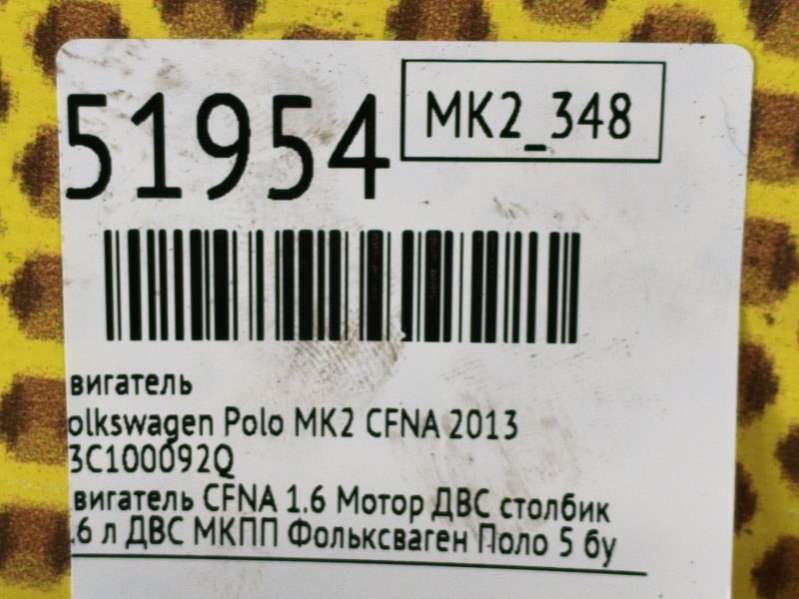 51954
MK2_348
вигатель
olkswagen Polo MK2 CFNA 2013
3C100092Q
вигатель CFNA 1.6 Мотор ДВС столбик
.6 л ДВС МКПП Фольксваген Поло 5 бу